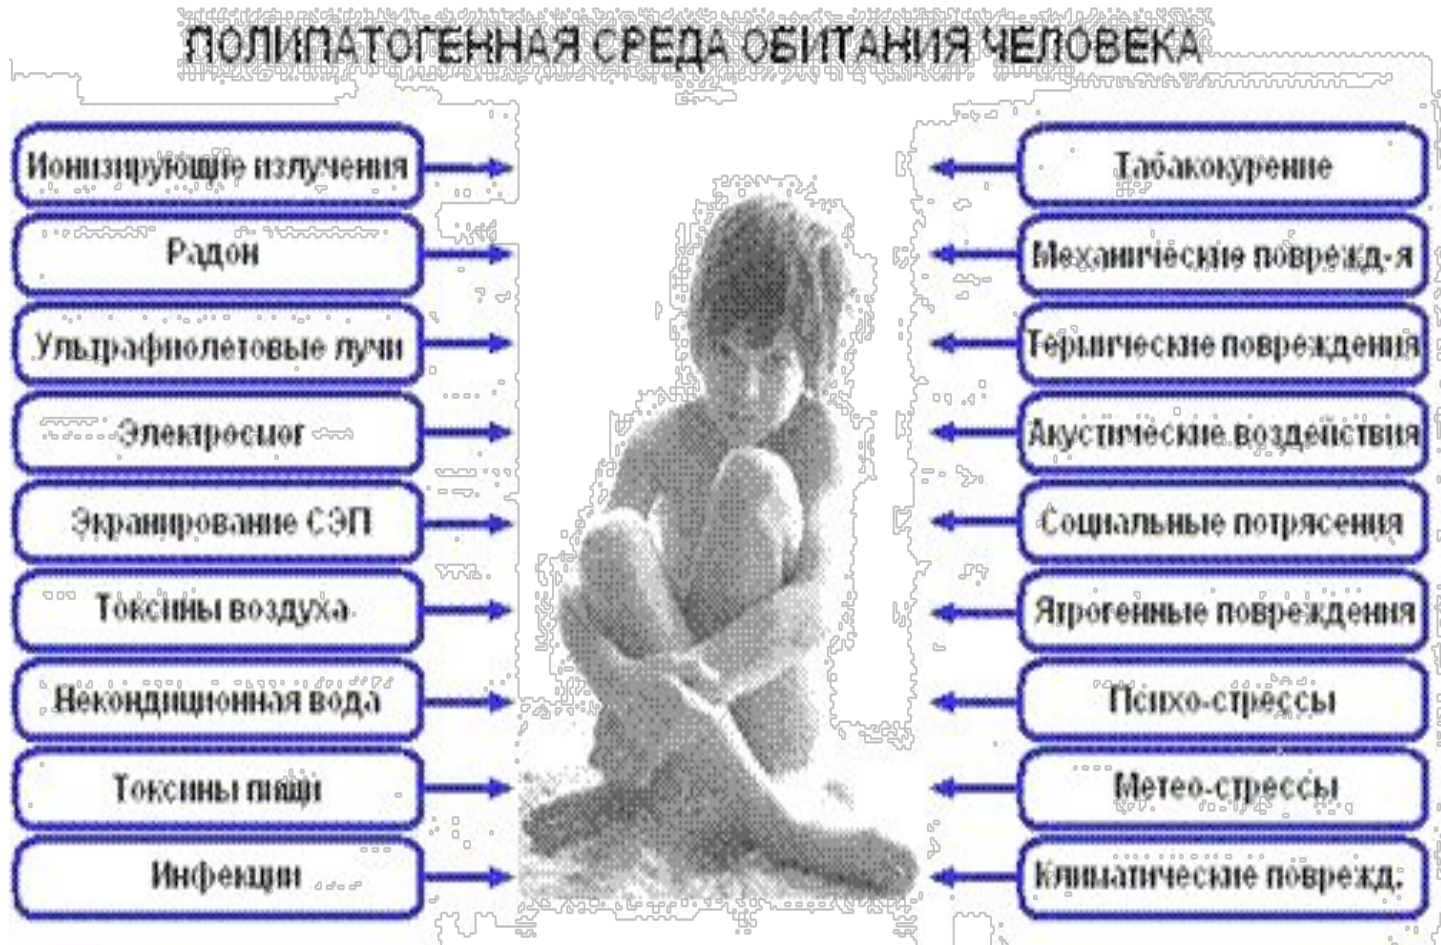 ПОЛИПАТОГЕННАЯ СРЕДА ОБИТАНИЯ ЧЕЛОВЕКА
Ионизирующие излучения
Радон
Ультрафиолетовые лучи
Электросмог
Экранирование СЭП
Токсины воздуха
Некондиционная вода
Токсины пищи
Инфекции
Табакокурение
Механические поврежд-я
Термические повреждения
Акустические воздействия
Социальные потрясения
Ятрогенные повреждения
Психо-стрессы
Метео-стрессы
Климатические поврежд.